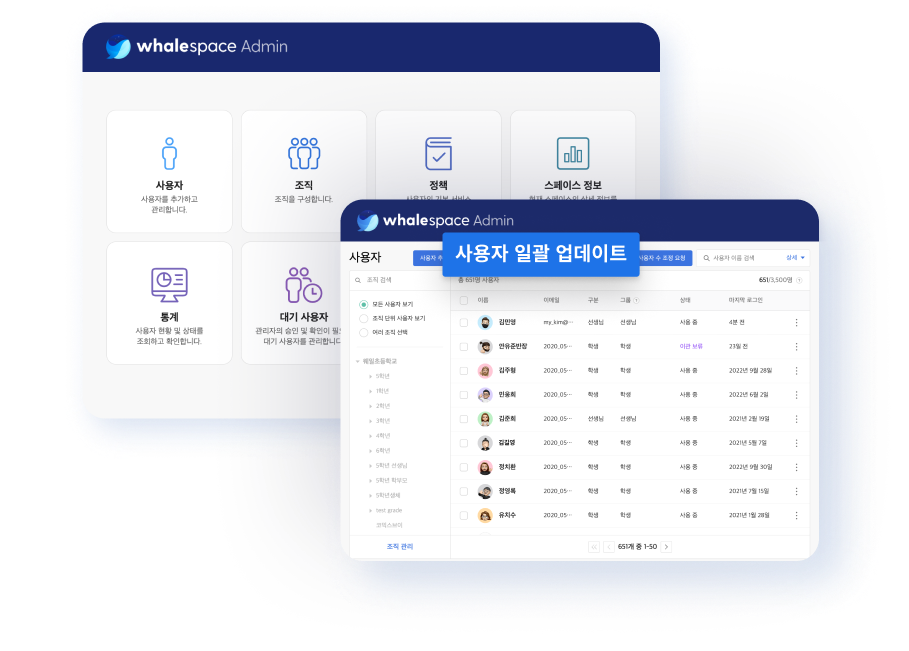 whalespace Admin
사용자
사용자를 추가하고
관리합니다.
조직
조직을 구성합니다.
정책
스페이스 정보
통계
사용자 현황 및 상태를
조회하고 확인합니다.
대기 사용자
관리자의 승인 및 확인이
대기 사용자를 관리합니다
whalespace Admin
사용자
사용자 일괄 업데이트
사용자 수 조정 요청
사용자 이름 검색
상세
조직 검색
모든 사용자 보기
조직 단위 사용자 보기
여러 조직 선택
웨일초등학교
5학년
1학년
2학년
3학년
4학년
6학년
5학년 선생님
5학년 학부모
5학년생체
test grade
코믹스브이
조직 관리
총 651명 사용자
651/3,500명
이름 이메일 구분 그룹 상태 마지막 로그인
김민영 my_kim@··· 선생님 선생님 사용 중 4분 전
안유준반장 2020_05··· 학생 학생 이관 보류 23일 전
김주형 2020_05··· 학생 학생 사용 중 2022년 9월 28일
민용희 2020_05··· 학생 학생 사용 중 2022년 6월 2일
김준희 2020_05··· 선생님 선생님 사용 중 2021년 2월 19일
김길영 2020_05··· 학생 학생 사용 중 2021년 5월 7일
정치환 2020_05··· 학생 학생 사용 중 2022년 9월 30일
정영록 2020_05··· 학생 학생 사용 중 2021년 7월 15일
유치수 2020_05··· 학생 학생 사용 중 2021년 1월 28일
651개 중 1-50